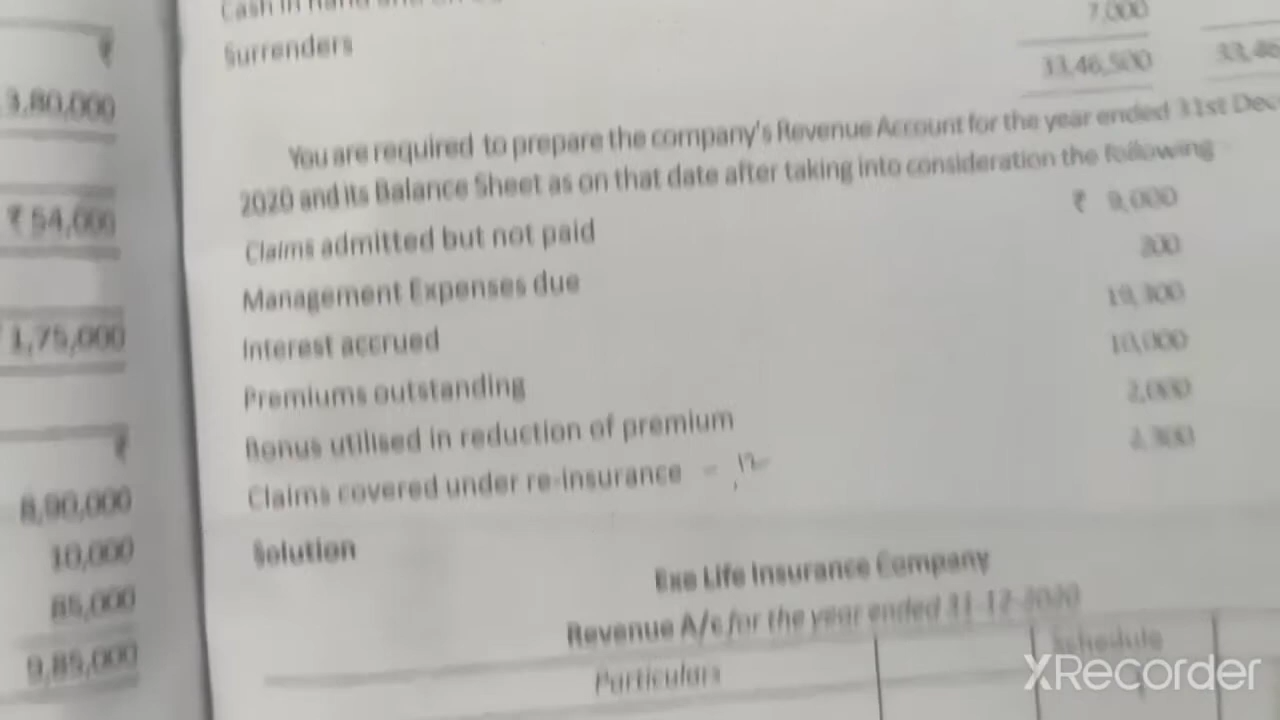 Cash in hand
7,000
Surrenders
33,46,500
33,46
You are required to prepare the company's Revenue Account for the year ended 31st Dec
2020 and its Balance Sheet as on that date after taking into consideration the following
Claims admitted but not paid ₹ 9,000
Management Expenses due 200
Interest accrued 19,300
Premiums outstanding 10,000
Bonus utilised in reduction of premium 2,000
Claims covered under re-insurance
Solution
Exe Life Insurance Company
Revenue A/c for the year ended 31-12-2020
Particulars Schedule
₹
3,80,000
₹ 54,000
1,75,000
₹
8,90,000
10,000
85,000
9,85,000
XRecorder